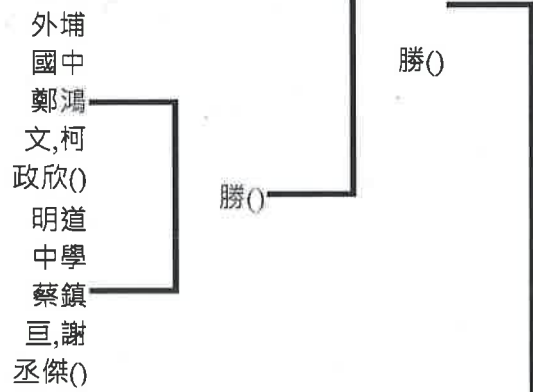 外埔
國中
鄭鴻
文,柯
政欣()
明道
中學
蔡鎮
亘,謝
丞傑()
勝()
勝()